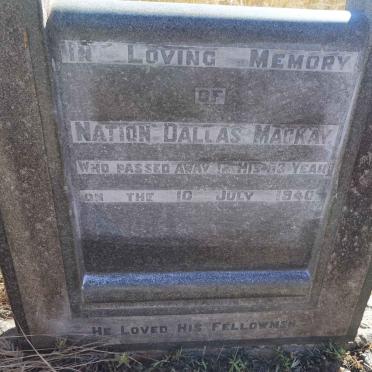 IN LOVING MEMORY
OF
NATION DALLAS MACKAY
WHO PASSED AWAY IN HIS YEAR
ON THE 10 JULY 1940
HE LOVED HIS FELLOWMEN